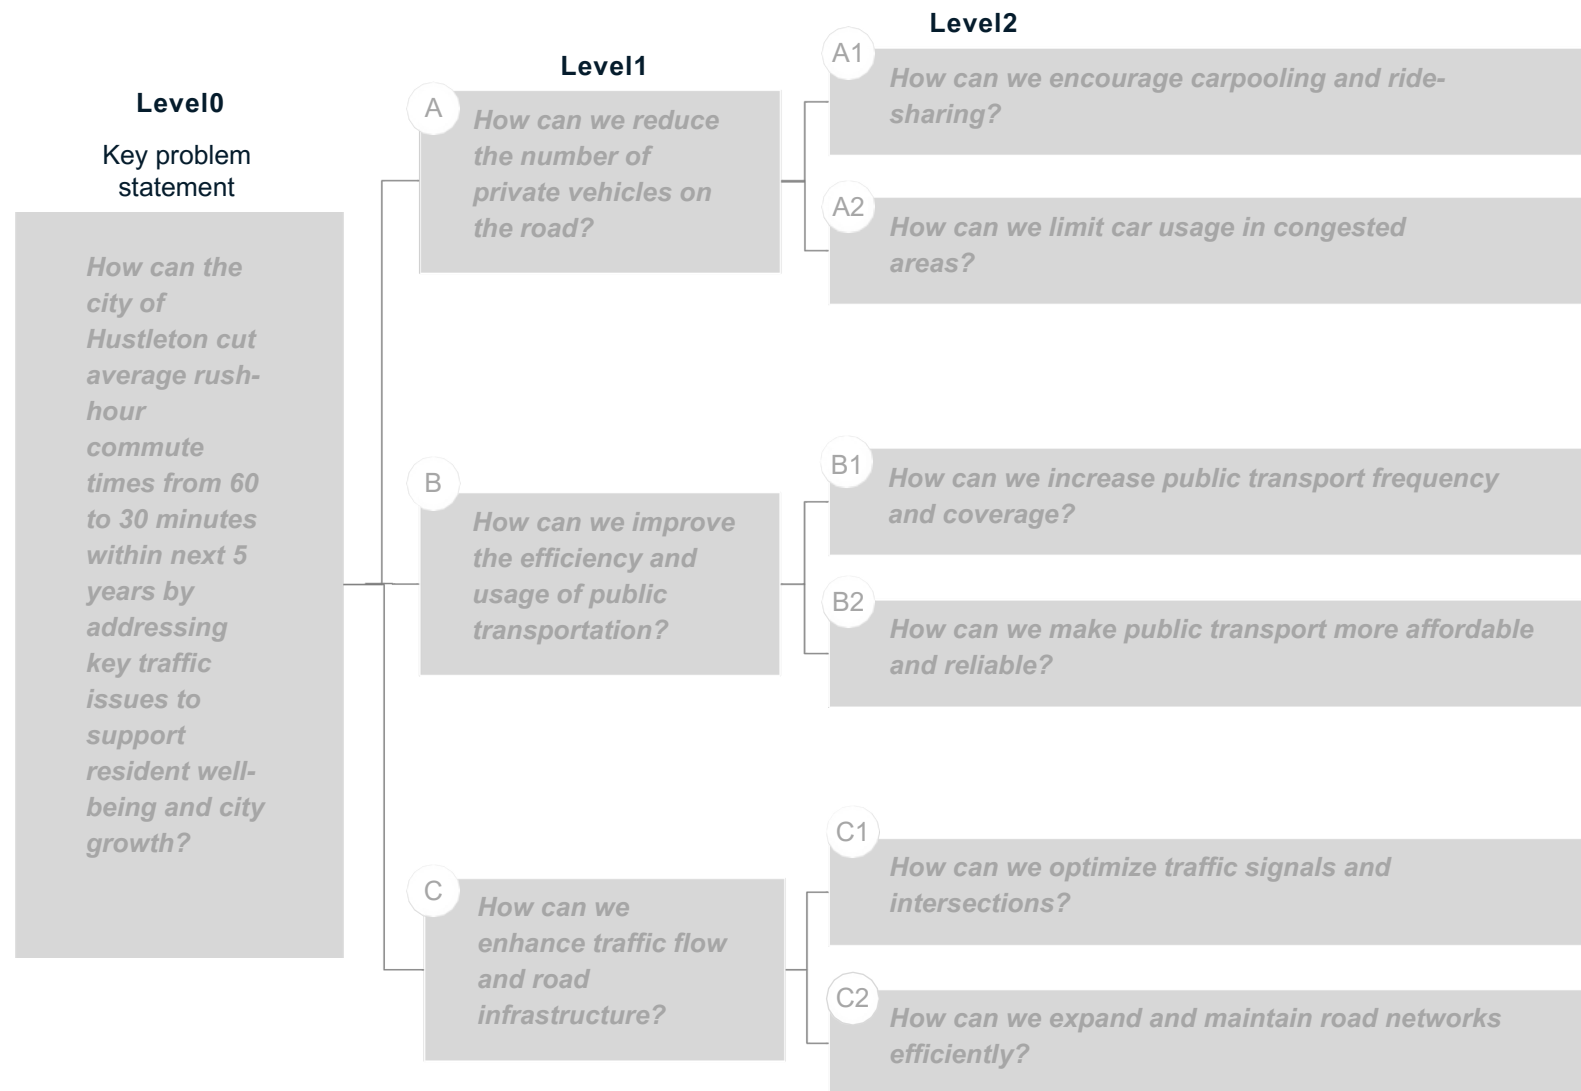 Level0
Key problem
statement
How can the
city of
Hustleton cut
average rush-
hour
commute
times from 60
to 30 minutes
within next 5
years by
addressing
key traffic
issues to
support
resident well-
being and city
growth?
Level1
A
How can we reduce
the number of
private vehicles on
the road?
B
How can we improve
the efficiency and
usage of public
transportation?
C
How can we
enhance traffic flow
and road
infrastructure?
Level2
A1
How can we encourage carpooling and ride-
sharing?
A2
How can we limit car usage in congested
areas?
B1
How can we increase public transport frequency
and coverage?
B2
How can we make public transport more affordable
and reliable?
C1
How can we optimize traffic signals and
intersections?
C2
How can we expand and maintain road networks
efficiently?